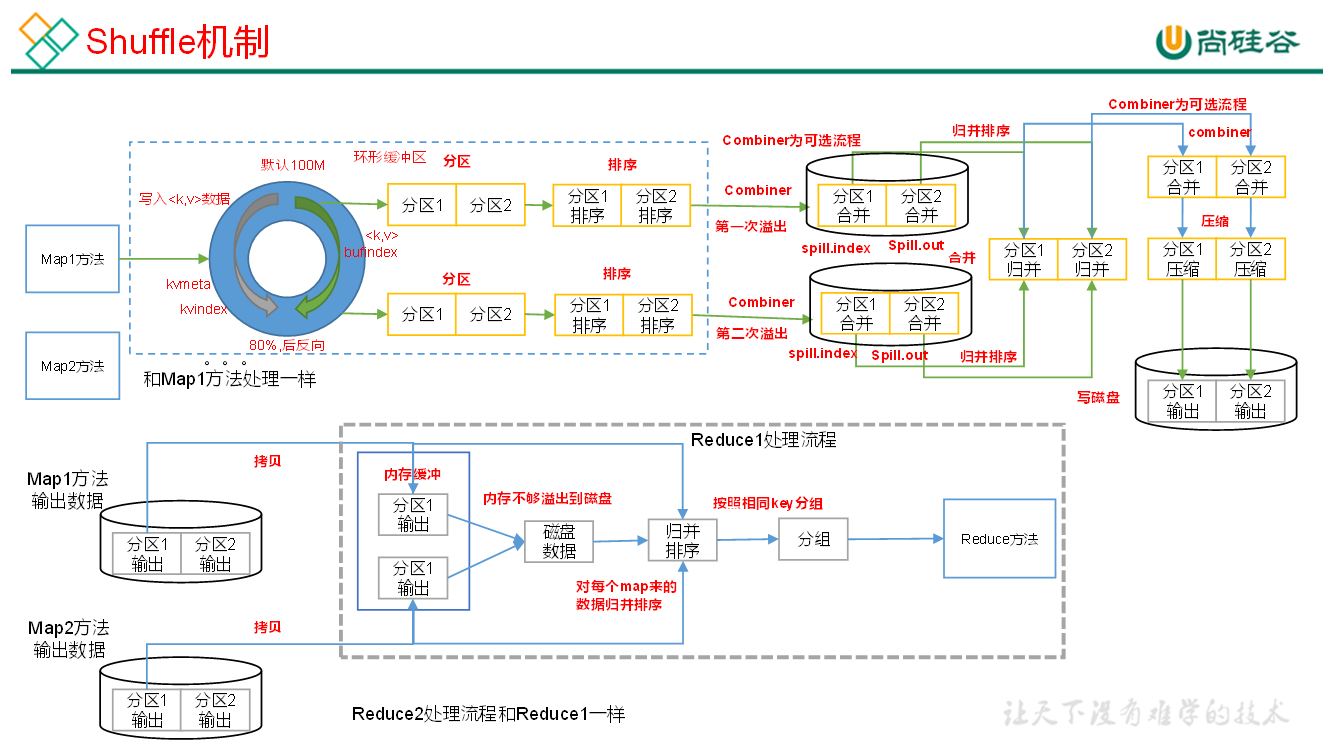 Shuffle机制
尚硅谷
Combiner为可选流程
combiner
分区1
合并
分区2
合并
压缩
分区1
压缩
分区2
压缩
默认100M
环形缓冲区
写入<k,v>数据
<k,v>
bufindex
kvmeta
kvindex
80%,后反向
Map1方法
Map2方法
分区
分区1
分区2
排序
分区1
排序
分区2
排序
Combiner为可选流程
Combiner
第一次溢出
分区1
合并
分区2
合并
spill.index
Spill.out
归并排序
合并
分区1
归并
分区2
归并
分区
分区1
分区2
排序
分区1
排序
分区2
排序
Combiner
第二次溢出
分区1
合并
分区2
合并
spill.index
Spill.out
归并排序
写磁盘
分区1
输出
分区2
输出
。。。
和Map1方法处理一样
Reduce1处理流程
Map1方法
输出数据
拷贝
分区1
输出
分区2
输出
内存缓冲
分区1
输出
分区1
输出
内存不够溢出到磁盘
磁盘
数据
归并
排序
对每个map来的
数据归并排序
按照相同key分组
分组
Reduce方法
Map2方法
输出数据
拷贝
分区1
输出
分区2
输出
Reduce2处理流程和Reduce1一样
让天下没有难学的技术